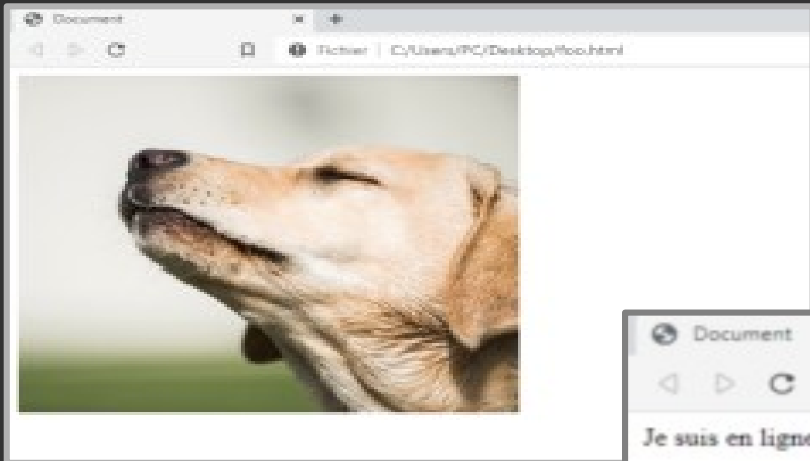 Document
Fichier | C:/Users/PC/Desktop/foo.html
Document
Je suis en ligne